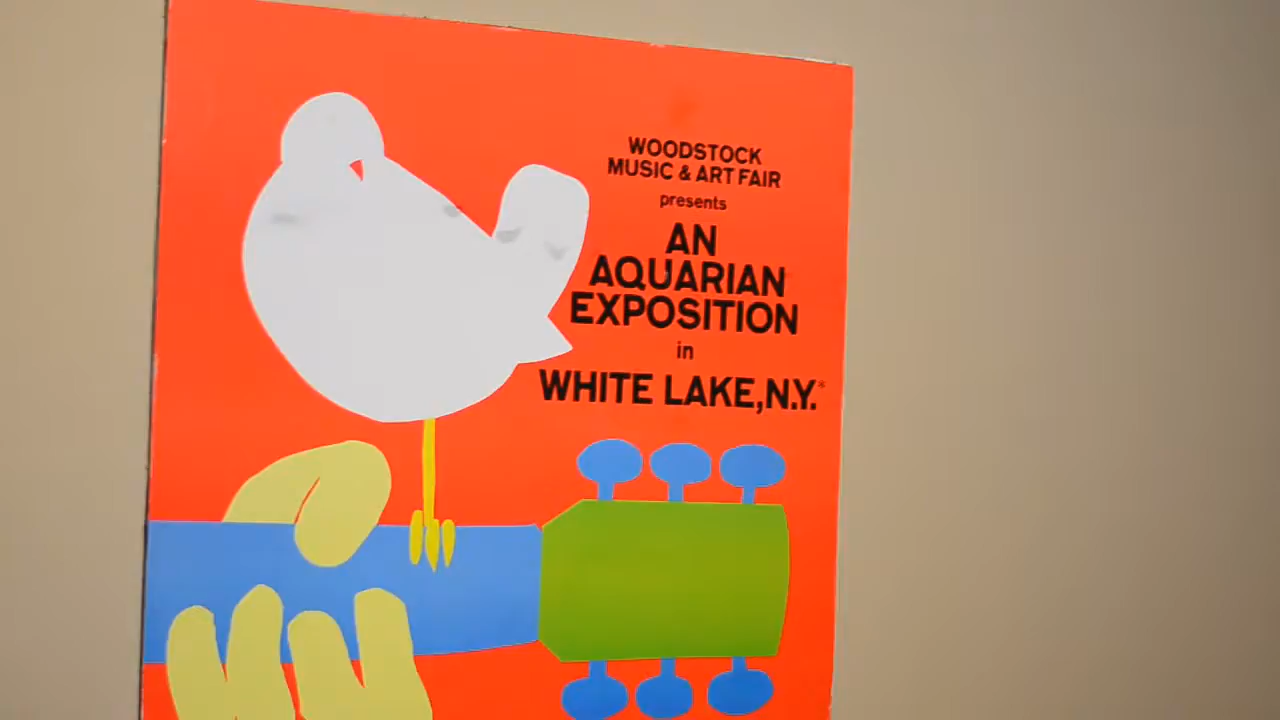 WOODSTOCK
MUSIC & ART FAIR
presents
AN
AQUARIAN
EXPOSITION
in
WHITE LAKE, N.Y.*